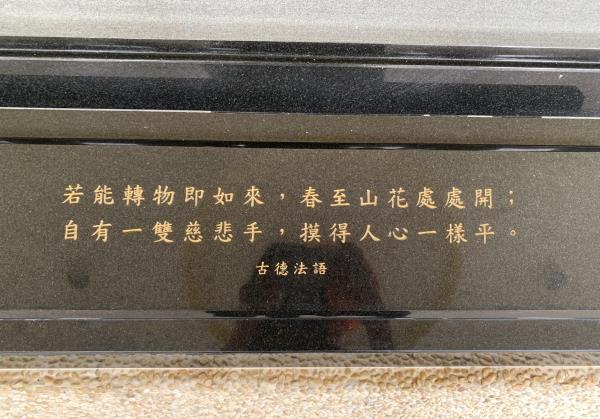 若能轉物即如來，春至山花處處開；
自有一雙慈悲手，摸得人心一樣平。
古德法語